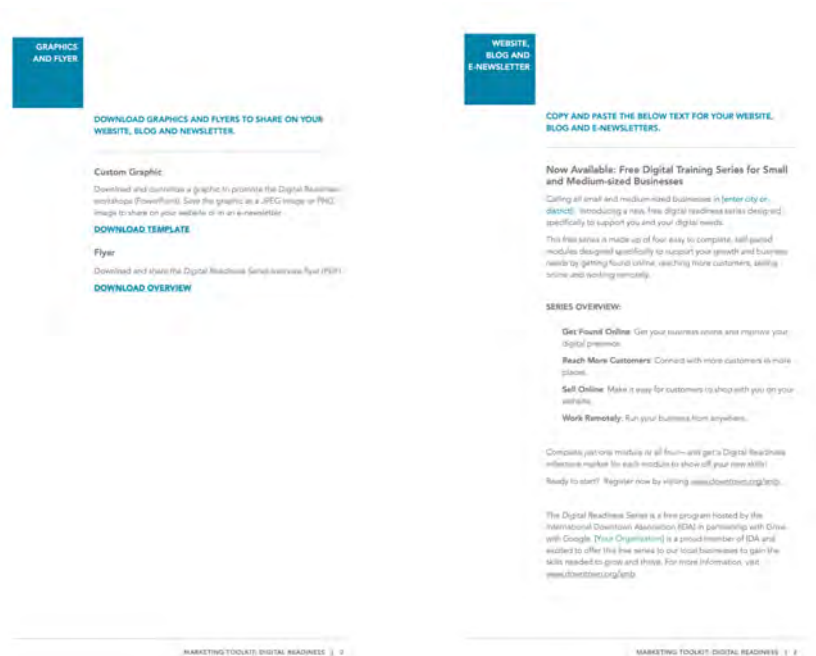 GRAPHICS
AND FLYER
DOWNLOAD GRAPHICS AND FLYERS TO SHARE ON YOUR
WEBSITE, BLOG AND NEWSLETTER.
Custom Graphic
Download and customize a graphic to promote the Digital Readiness
workshops (PowerPoint). Save the graphic as a JPEG image or PNG
image to share on your website or in an e-newsletter.
DOWNLOAD TEMPLATE
Flyer
Download and share the Digital Readiness Series overview flyer (PDF).
DOWNLOAD OVERVIEW
MARKETING TOOLKIT: DIGITAL READINESS |
WEBSITE,
BLOG AND
E-NEWSLETTER
COPY AND PASTE THE BELOW TEXT FOR YOUR WEBSITE,
BLOG AND E-NEWSLETTERS.
Now Available: Free Digital Training Series for Small
and Medium-sized Businesses
Calling all small and medium-sized businesses in [enter city or
district]. Introducing a new, free digital readiness series designed
specifically to support you and your digital needs.
This free series is made up of four easy to complete, self-paced
modules designed specifically to support your growth and business
needs by getting found online, reaching more customers, selling
online and working remotely.
SERIES OVERVIEW:
Get Found Online: Get your business online and improve your
digital presence.
Reach More Customers: Connect with more customers in more
places.
Sell Online: Make it easy for customers to shop with you on your
website.
Work Remotely: Run your business from anywhere.
Complete just one module or all four—and get a Digital Readiness
milestone marker for each module to show off your new skills!
Ready to start? Register now by visiting www.downtown.org/smb.
The Digital Readiness Series is a free program hosted by the
International Downtown Association (IDA) in partnership with Grow
with Google. [Your Organization] is a proud member of IDA and
excited to offer this free series to our local businesses to gain the
skills needed to grow and thrive. For more information, visit
www.downtown.org/smb.
MARKETING TOOLKIT: DIGITAL READINESS | 2